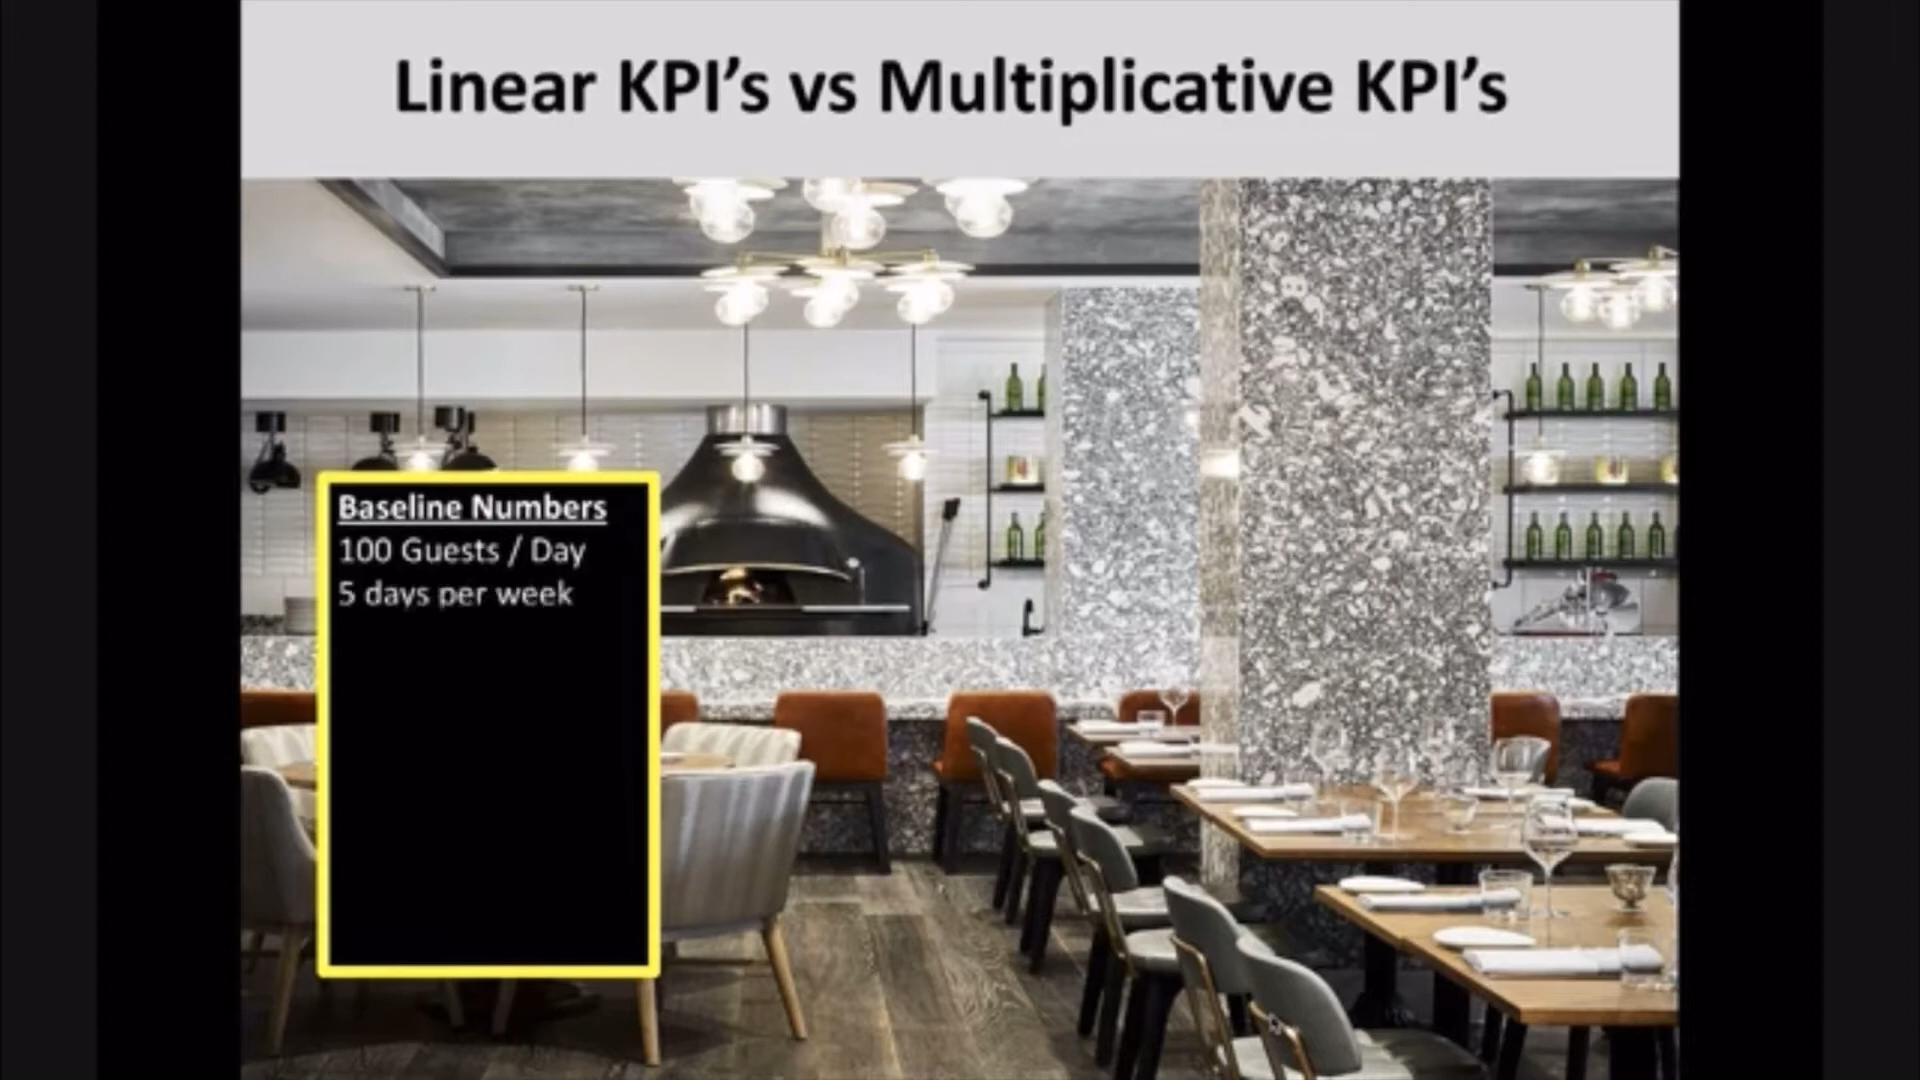 Linear KPI's vs Multiplicative KPI's
Baseline Numbers
100 Guests / Day
5 days per week